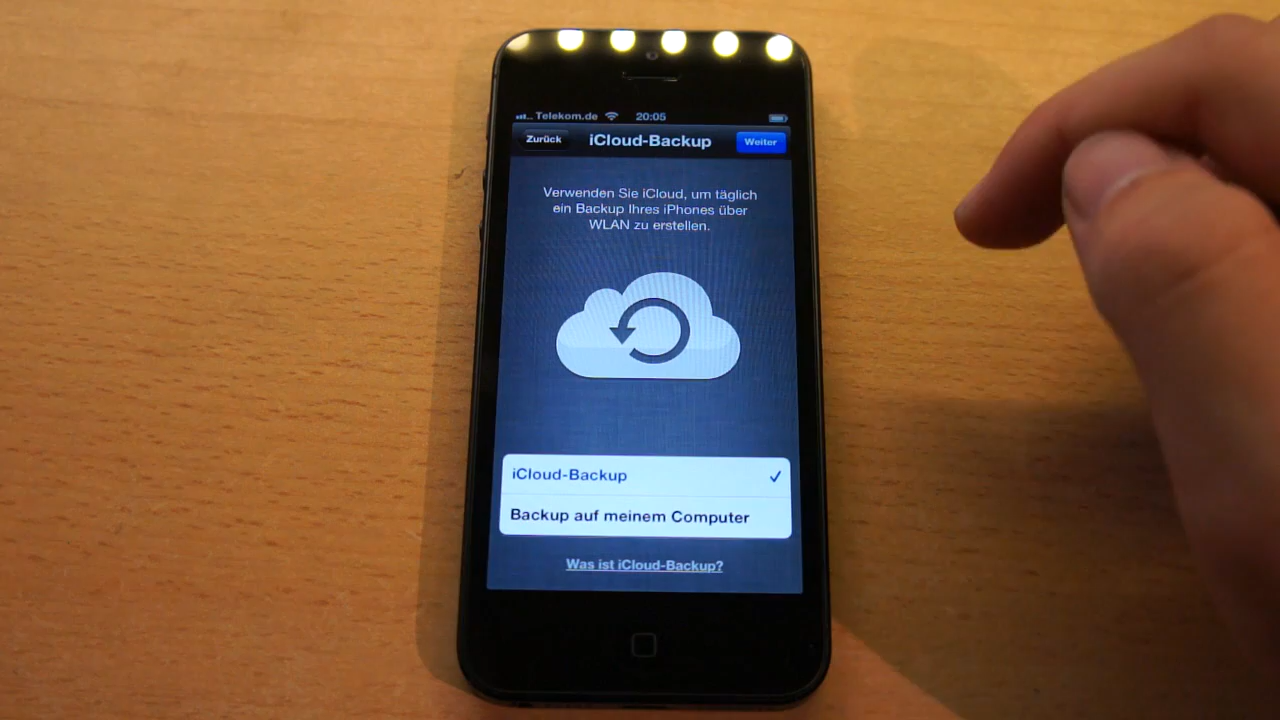 Telekom.de 20:05
Zurück iCloud-Backup Weiter
Verwenden Sie iCloud, um täglich
ein Backup Ihres iPhones über
WLAN zu erstellen.
iCloud-Backup
Backup auf meinem Computer
Was ist iCloud-Backup?